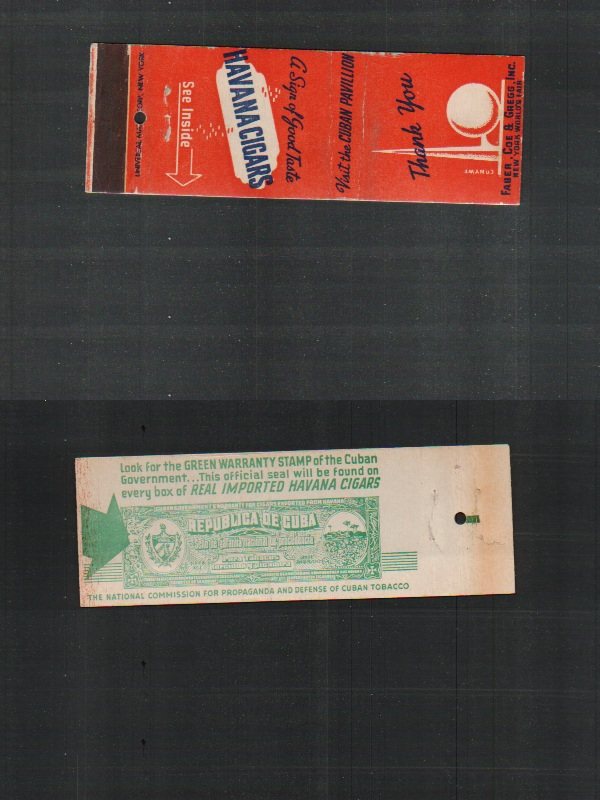 FABER, COE & GREGG, INC.
NEW YORK WORLD'S FAIR
©NYWF
Thank You
Visit the CUBAN PAVILLION
A Sign of Good Taste
HAVANA CIGARS
See Inside
Look for the GREEN WARRANTY STAMP of the Cuban
Government...This official seal will be found on
every box of REAL IMPORTED HAVANA CIGARS
REPUBLICA DE CUBA
THE NATIONAL COMMISSION FOR PROPAGANDA AND DEFENSE OF CUBAN TOBACCO